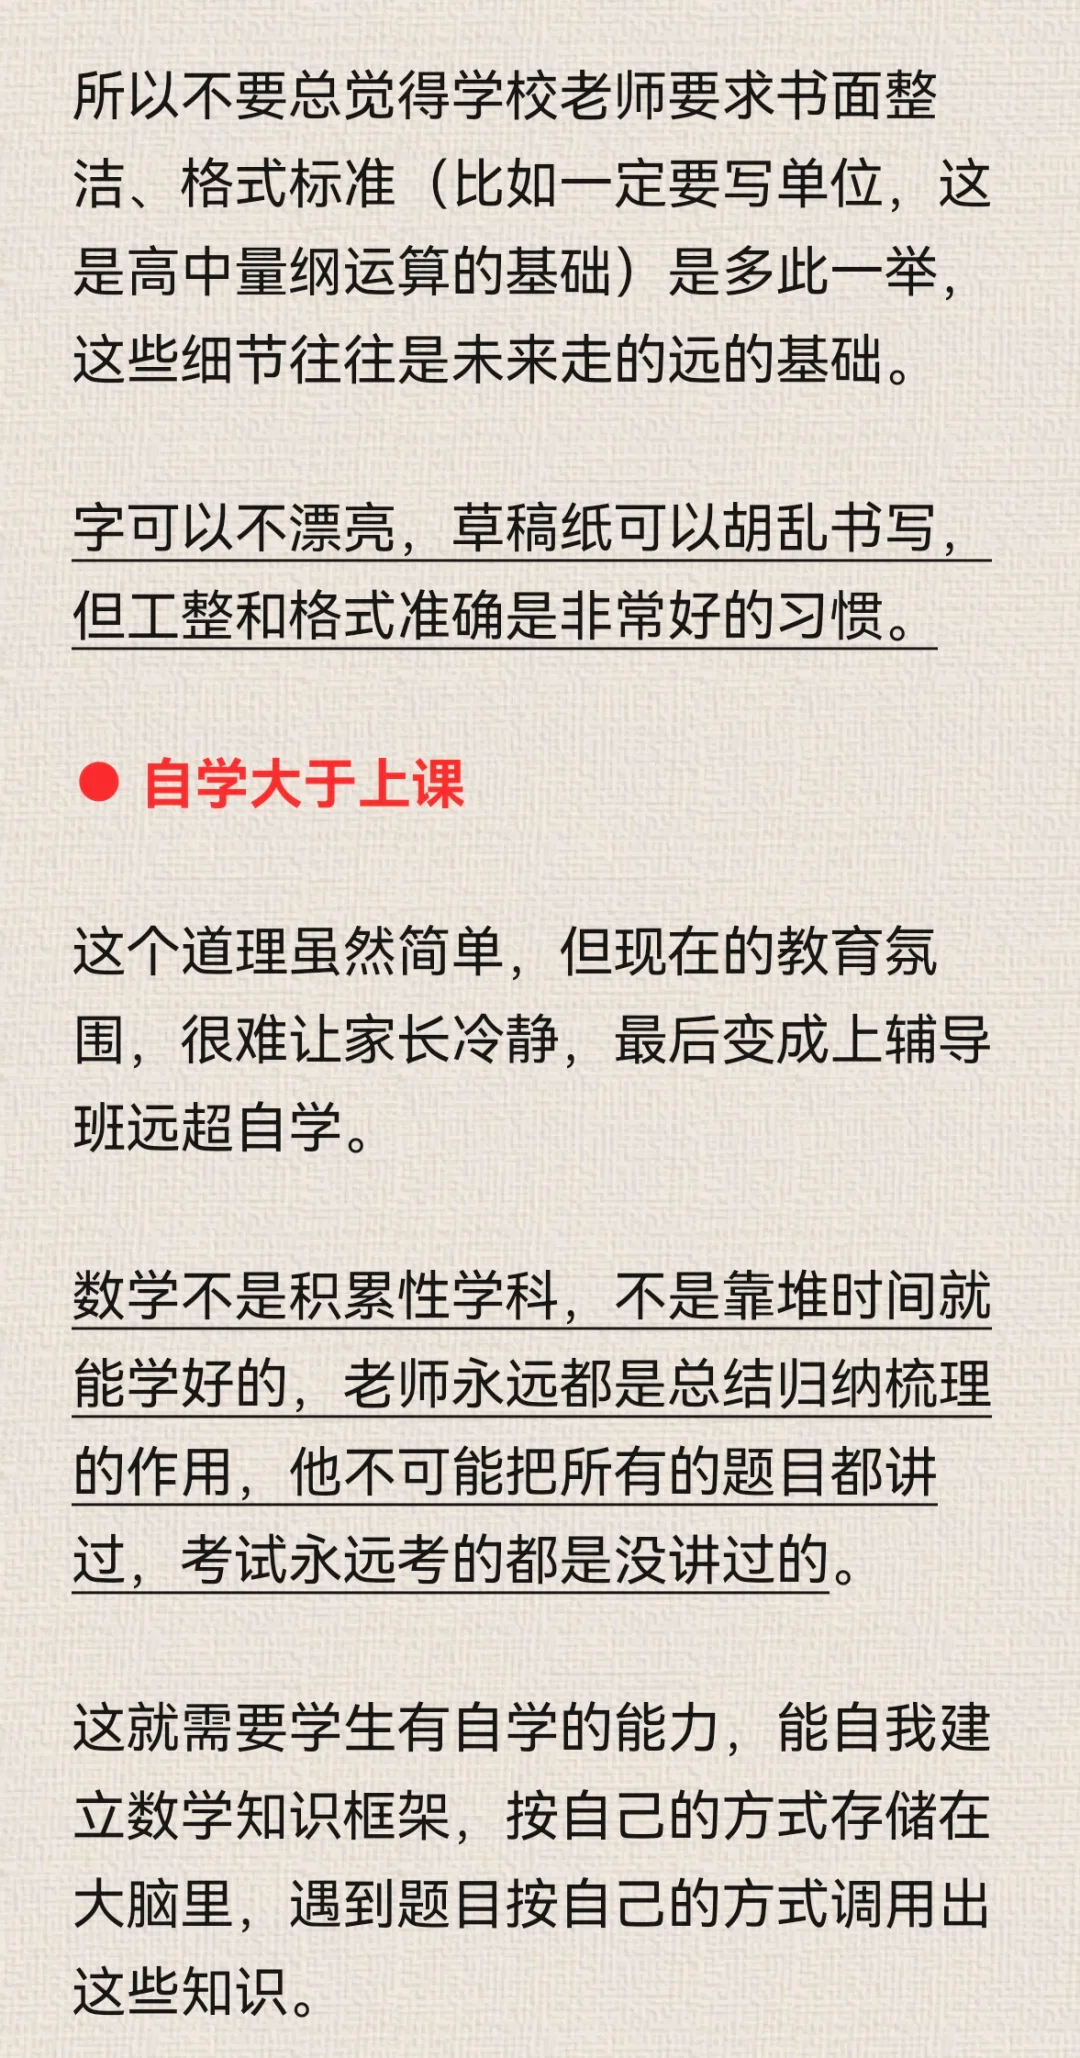 所以不要总觉得学校老师要求书面整
洁、格式标准（比如一定要写单位，这
是高中量纲运算的基础）是多此一举，
这些细节往往是未来走的远的基础。
字可以不漂亮，草稿纸可以胡乱书写，
但工整和格式准确是非常好的习惯。
● 自学大于上课
这个道理虽然简单，但现在的教育氛
围，很难让家长冷静，最后变成上辅导
班远超自学。
数学不是积累性学科，不是靠堆时间就
能学好的，老师永远都是总结归纳梳理
的作用，他不可能把所有的题目都讲
过，考试永远考的都是没讲过的。
这就需要学生有自学的能力，能自我建
立数学知识框架，按自己的方式存储在
大脑里，遇到题目按自己的方式调用出
这些知识。